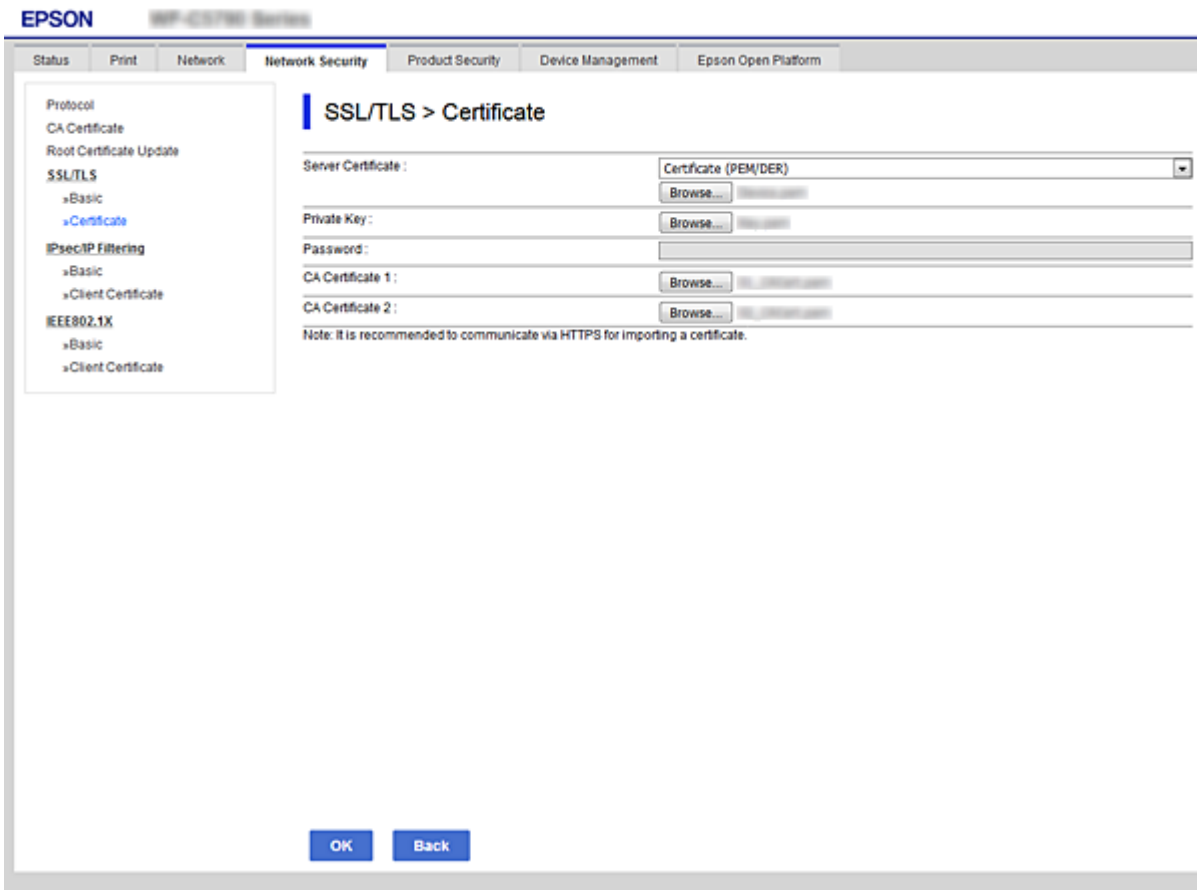 EPSON
Status Print Network Network Security Product Security Device Management Epson Open Platform
Protocol
CA Certificate
Root Certificate Update
SSL/TLS
»Basic
»Certificate
IPsec/IP Filtering
»Basic
»Client Certificate
IEEE802.1X
»Basic
»Client Certificate
SSL/TLS > Certificate
Server Certificate : Certificate (PEM/DER)
Browse...
Private Key : Browse...
Password :
CA Certificate 1 : Browse...
CA Certificate 2 : Browse...
Note: It is recommended to communicate via HTTPS for importing a certificate.
OK Back